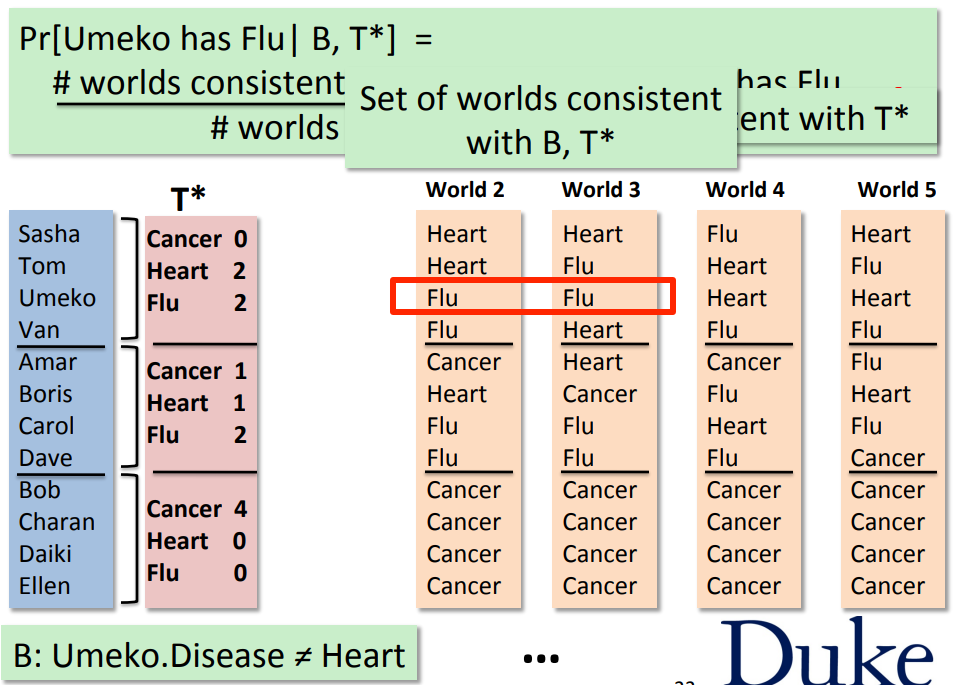 Pr[Umeko has Flu| B, T*] =
# worlds consistent
has Flu
Set of worlds consistent
with B, T*
# worlds
tent with T*
T*
World 2 World 3 World 4 World 5
Sasha Cancer 0 Heart Heart Flu Heart
Tom Heart 2 Heart Flu Heart Flu
Umeko Flu 2 Flu Flu Heart Heart
Van Flu Heart Flu Flu
Amar Cancer 1 Cancer Heart Cancer Flu
Boris Heart 1 Heart Cancer Flu Heart
Carol Flu 2 Flu Flu Heart Flu
Dave Flu Flu Flu Cancer
Bob Cancer 4 Cancer Cancer Cancer Cancer
Charan Heart 0 Cancer Cancer Cancer Cancer
Daiki Flu 0 Cancer Cancer Cancer Cancer
Ellen Cancer Cancer Cancer Cancer
B: Umeko.Disease ≠ Heart
...
Duke